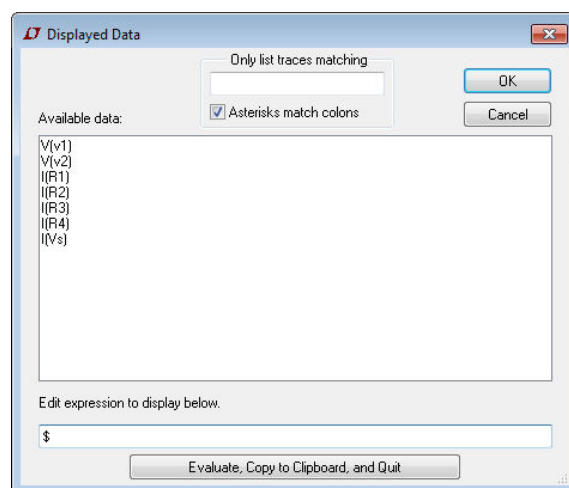 Displayed Data
Only list traces matching
Asterisks match colons
OK
Cancel
Available data:
V(v1)
V(v2)
I(R1)
I(R2)
I(R3)
I(R4)
I(Vs)
Edit expression to display below.
$
Evaluate, Copy to Clipboard, and Quit